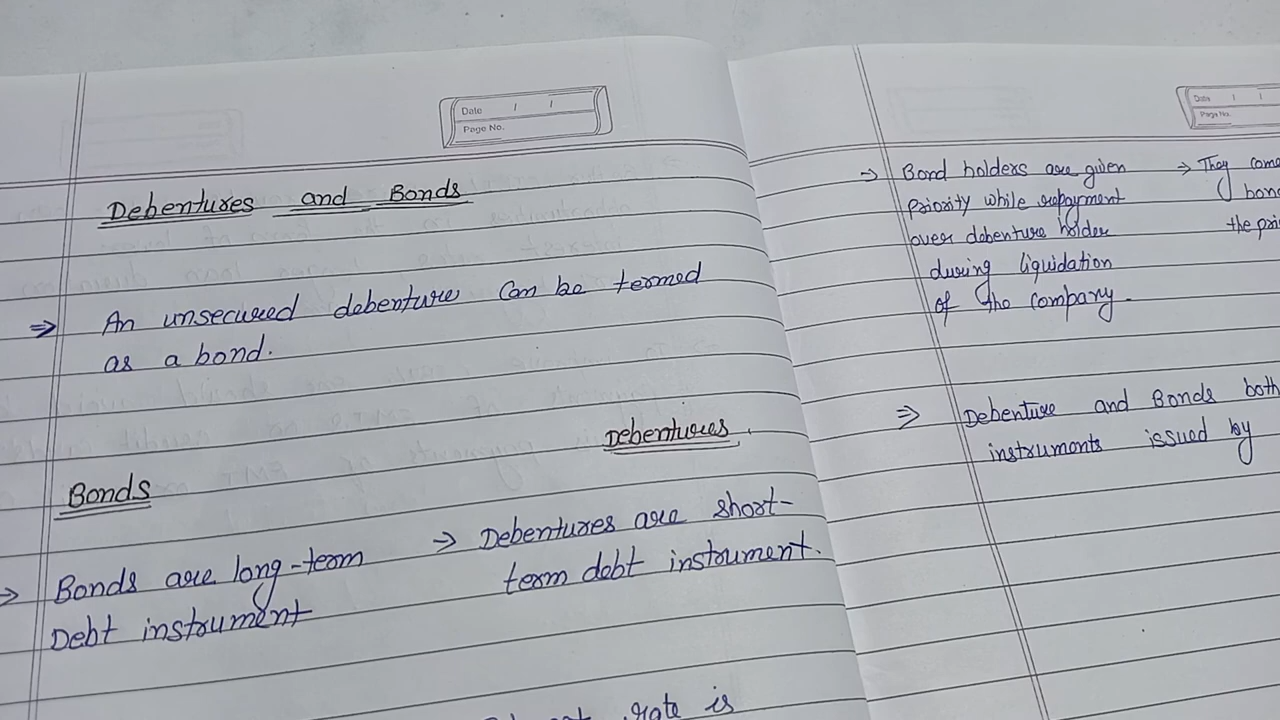 Date / /
Page No.
Debentures and Bonds
⇒ An unsecured debenture can be termed
as a bond.
Bonds
Debentures.
→ Bonds are long-term
Debt instrument
→ Debentures are short-
term debt instrument.
rate is
Date / /
Page No.
→ Bond holders are given
Priority while repayment
over debenture holder
during liquidation
of the company.
→ They come
the
⇒ Debenture and Bonds both
instruments issued by